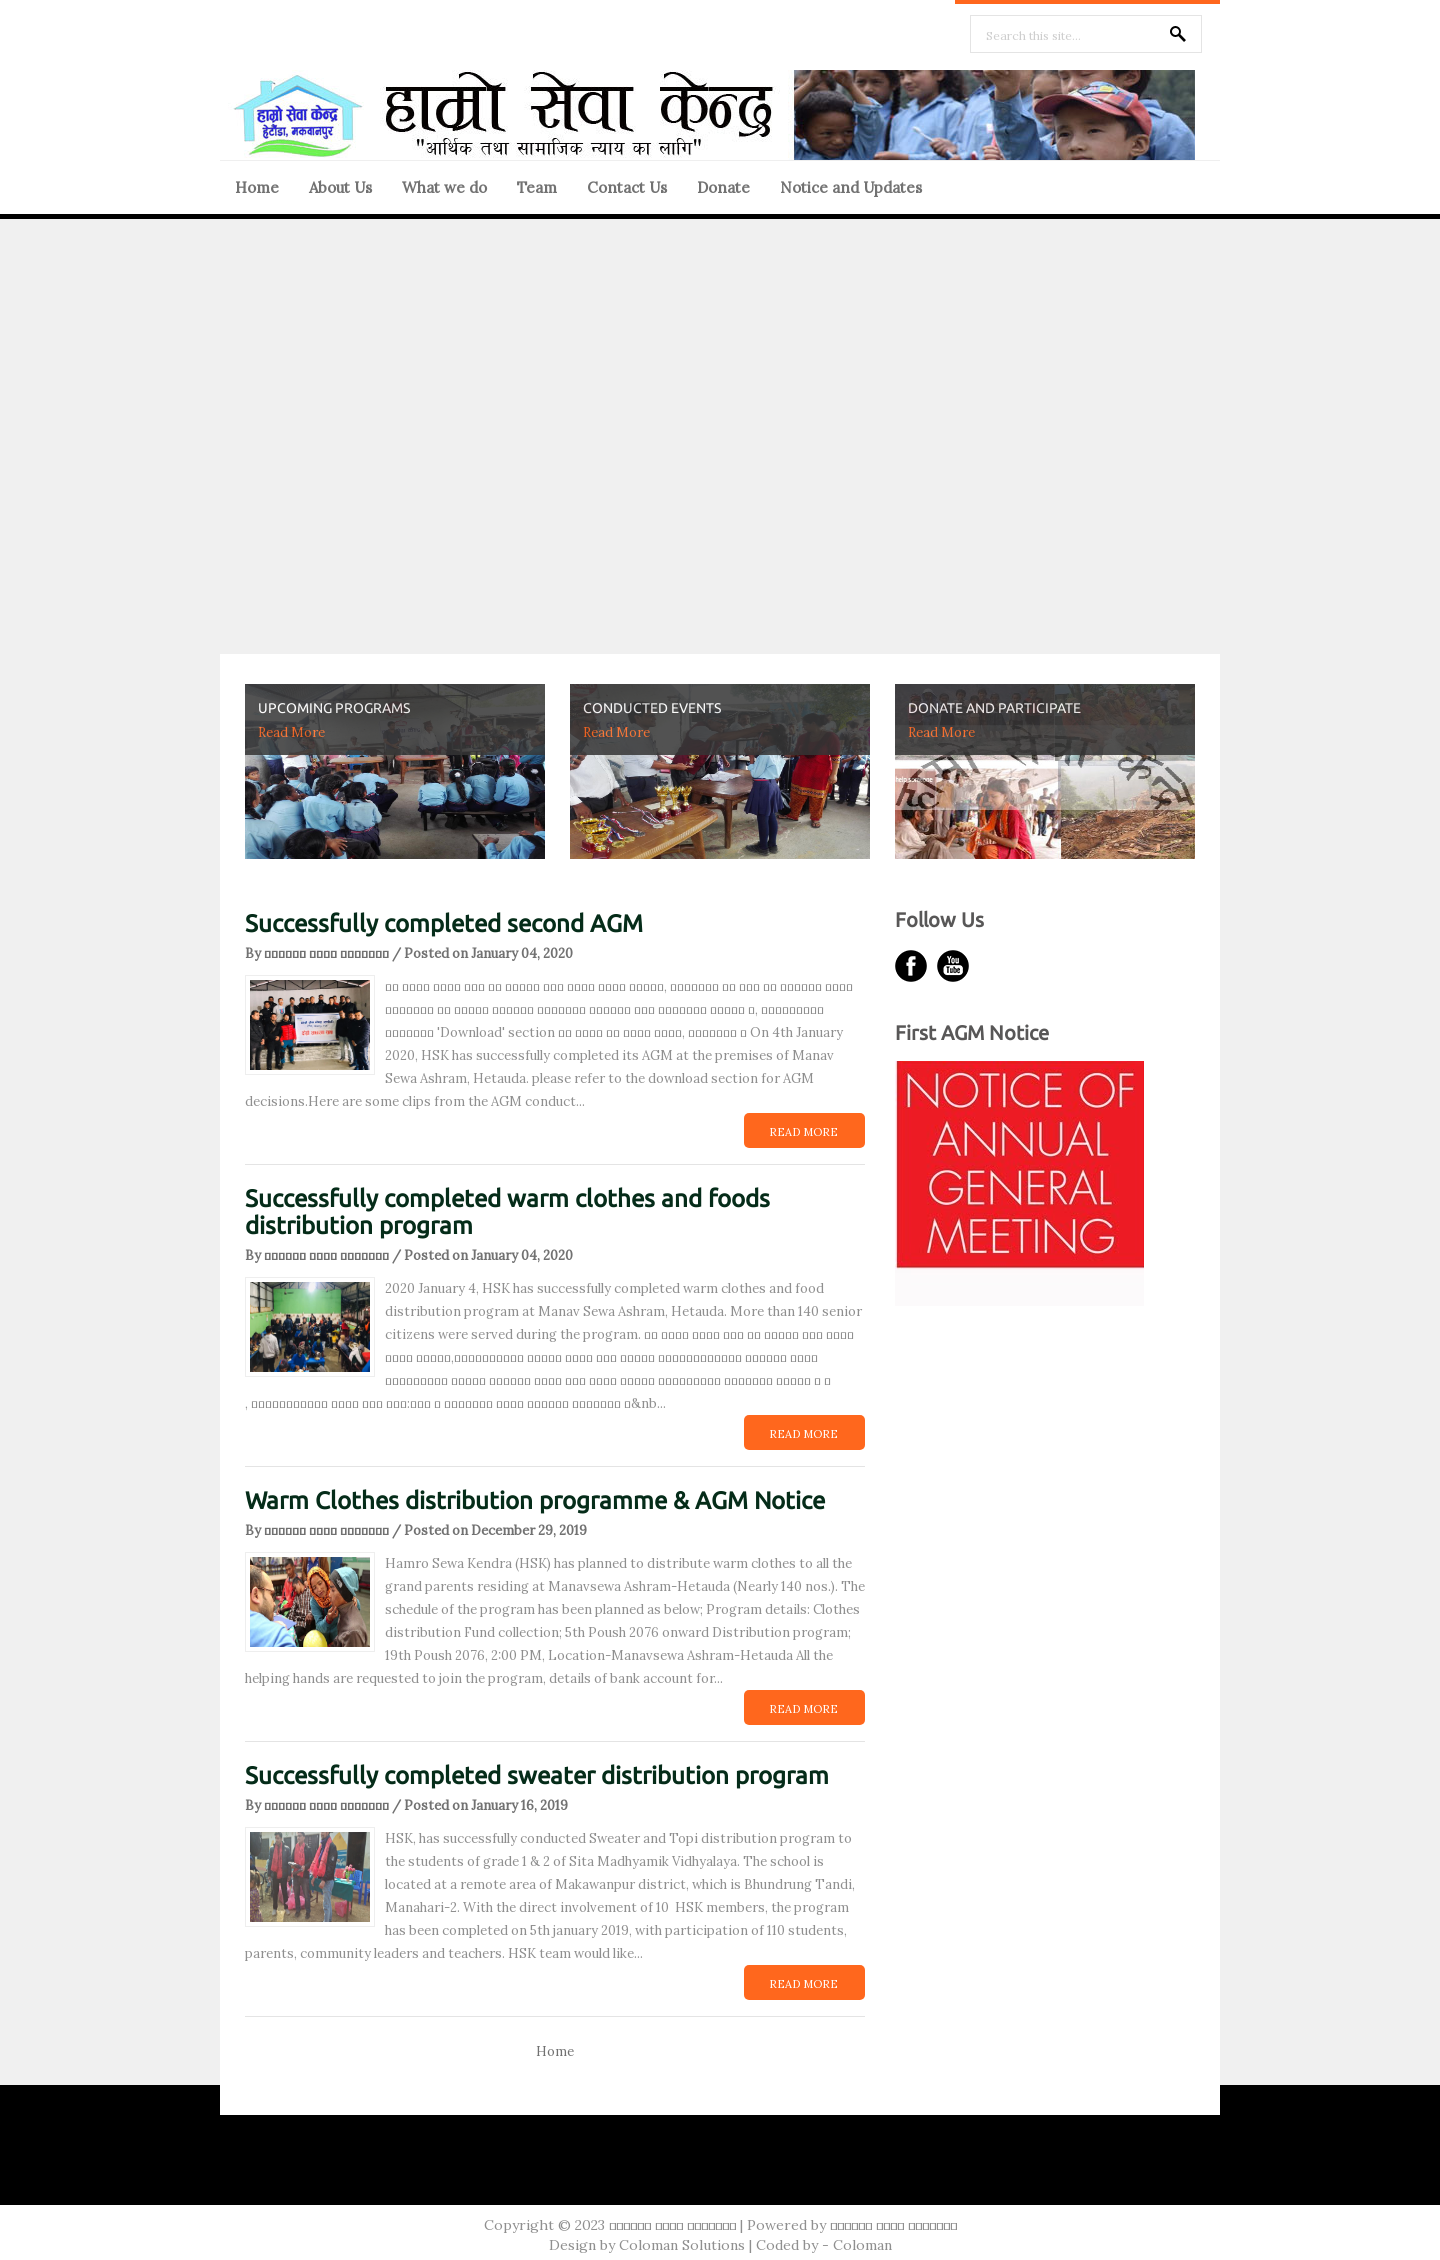 Search this site...
हाम्रो सेवा केन्द्र
हेटौंडा, मकवानपुर
हाम्रो सेवा केन्द्र
"आर्थिक तथा सामाजिक न्याय का लागि"
Home About Us What we do Team Contact Us Donate Notice and Updates
UPCOMING PROGRAMS
Read More
CONDUCTED EVENTS
Read More
DONATE AND PARTICIPATE
Read More
Successfully completed second AGM
By / Posted on January 04, 2020
'Download' section On 4th January
2020, HSK has successfully completed its AGM at the premises of Manav
Sewa Ashram, Hetauda. please refer to the download section for AGM
decisions.Here are some clips from the AGM conduct...
READ MORE
Successfully completed warm clothes and foods
distribution program
By / Posted on January 04, 2020
2020 January 4, HSK has successfully completed warm clothes and food
distribution program at Manav Sewa Ashram, Hetauda. More than 140 senior
citizens were served during the program.
&nb...
READ MORE
Warm Clothes distribution programme & AGM Notice
By / Posted on December 29, 2019
Hamro Sewa Kendra (HSK) has planned to distribute warm clothes to all the
grand parents residing at Manavsewa Ashram-Hetauda (Nearly 140 nos.). The
schedule of the program has been planned as below; Program details: Clothes
distribution Fund collection; 5th Poush 2076 onward Distribution program;
19th Poush 2076, 2:00 PM, Location-Manavsewa Ashram-Hetauda All the
helping hands are requested to join the program, details of bank account for...
READ MORE
Successfully completed sweater distribution program
By / Posted on January 16, 2019
HSK, has successfully conducted Sweater and Topi distribution program to
the students of grade 1 & 2 of Sita Madhyamik Vidhyalaya. The school is
located at a remote area of Makawanpur district, which is Bhundrung Tandi,
Manahari-2. With the direct involvement of 10 HSK members, the program
has been completed on 5th january 2019, with participation of 110 students,
parents, community leaders and teachers. HSK team would like...
READ MORE
Home
Follow Us
You
Tube
First AGM Notice
NOTICE OF
ANNUAL
GENERAL
MEETING
Copyright © 2023 | Powered by
Design by Coloman Solutions | Coded by - Coloman